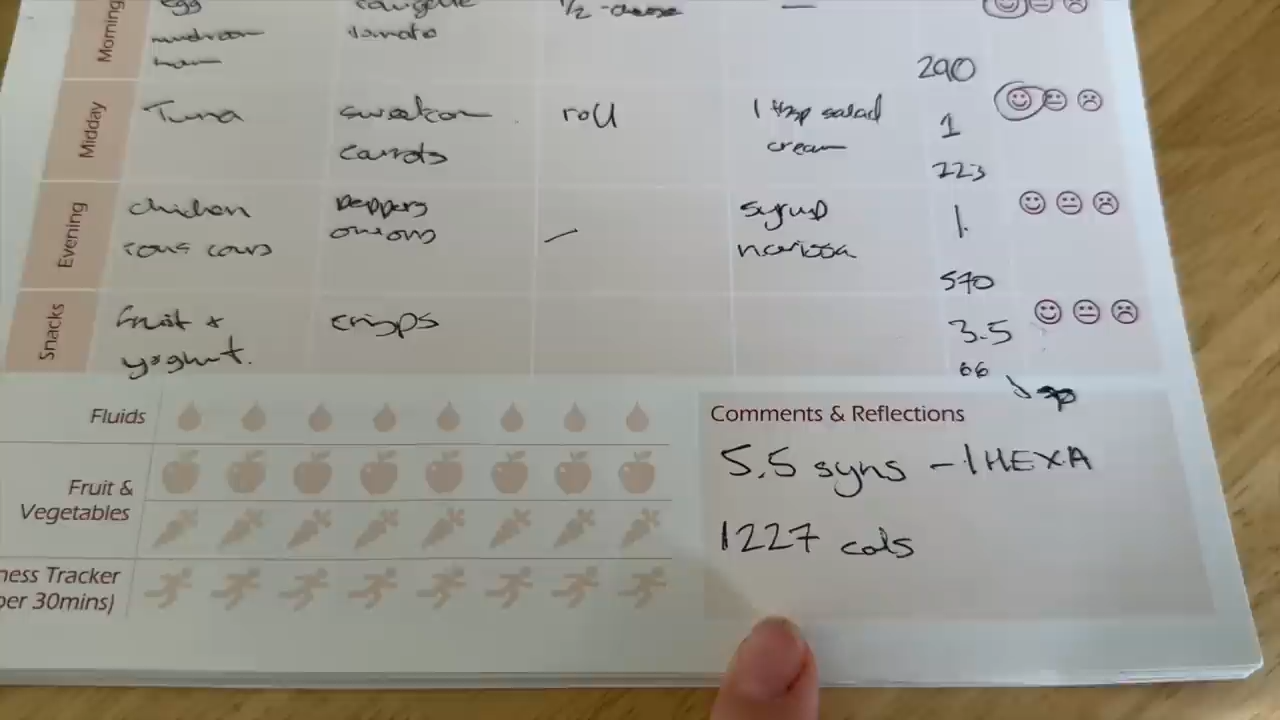 Morning
egg
courgette
1/2 - cheese
—
mushroom
tomato
ham
290
Midday
Tuna
sweetcorn
roll
1 tbsp salad
cream
1
carrots
223
Evening
chicken
cous cous
peppers
onions
—
syrup
harissa
1.
570
Snacks
fruit +
yoghurt.
crisps
3.5
66
Fluids
Fruit &
Vegetables
ness Tracker
per 30mins)
Comments & Reflections
5.5 syns - 1 HEXA
1227 cals